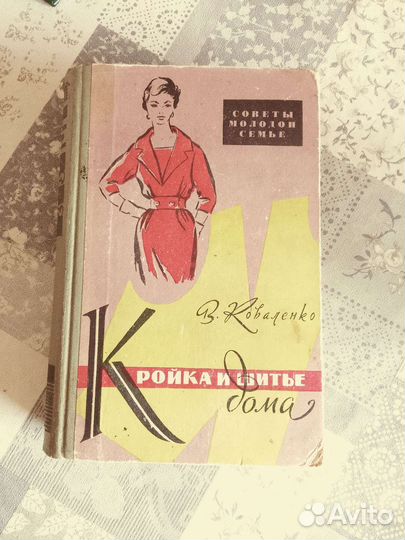 СОВЕТЫ
МОЛОДОЙ
СЕМЬЕ
В. Коваленко
КРОЙКА И ШИТЬЕ
дома
Avito